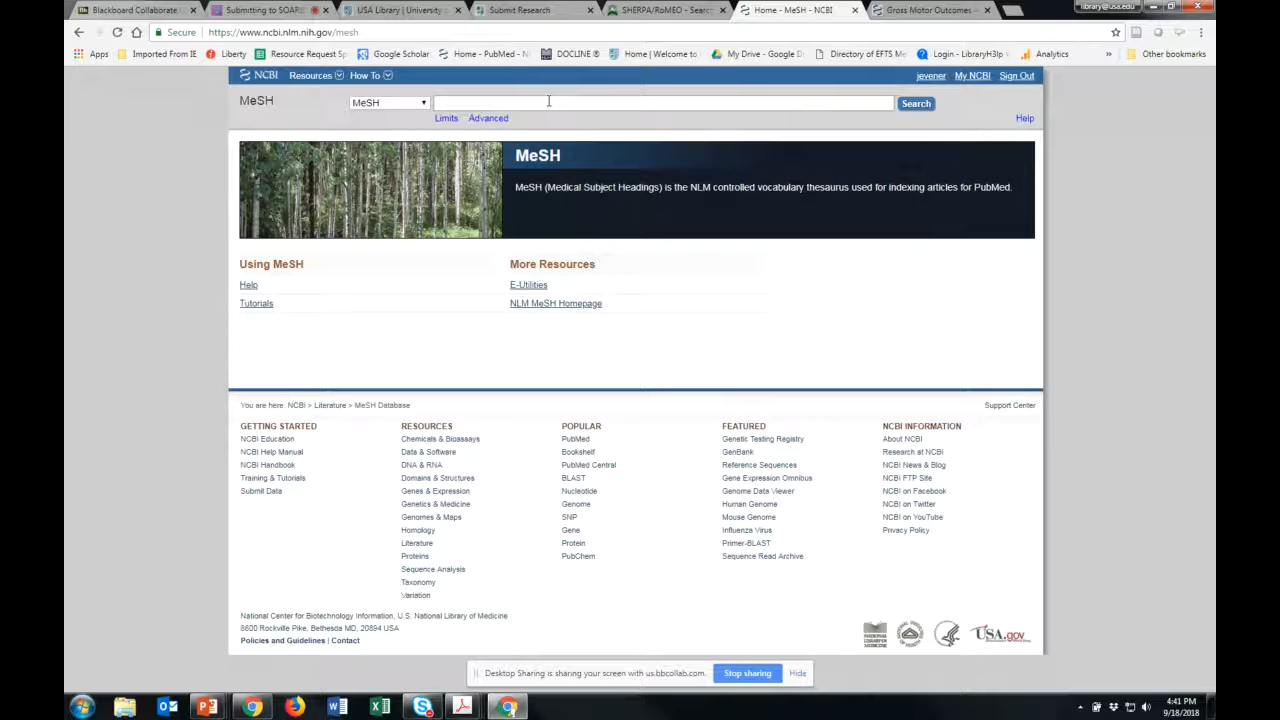 Blackboard Collaborate
Submitting to SOAR
USA Library | University
Submit Research
SHERPA/RoMEO - Search
Home - MeSH - NCBI
Gross Motor Outcomes
library@usa.edu
Secure
https://www.ncbi.nlm.nih.gov/mesh
Apps
Imported From IE
Liberty
Resource Request Sp
Google Scholar
Home - PubMed - N
DOCLINE ®
Home | Welcome to
My Drive - Google D
Directory of EFTS Me
Login - LibraryH3lp
Analytics
»
Other bookmarks
NCBI Resources How To
jevener My NCBI Sign Out
MeSH
MeSH
Search
Limits Advanced
Help
MeSH
MeSH (Medical Subject Headings) is the NLM controlled vocabulary thesaurus used for indexing articles for PubMed.
Using MeSH
Help
Tutorials
More Resources
E-Utilities
NLM MeSH Homepage
You are here: NCBI > Literature > MeSH Database
Support Center
GETTING STARTED
NCBI Education
NCBI Help Manual
NCBI Handbook
Training & Tutorials
Submit Data
RESOURCES
Chemicals & Bioassays
Data & Software
DNA & RNA
Domains & Structures
Genes & Expression
Genetics & Medicine
Genomes & Maps
Homology
Literature
Proteins
Sequence Analysis
Taxonomy
Variation
POPULAR
PubMed
Bookshelf
PubMed Central
BLAST
Nucleotide
Genome
SNP
Gene
Protein
PubChem
FEATURED
Genetic Testing Registry
GenBank
Reference Sequences
Gene Expression Omnibus
Genome Data Viewer
Human Genome
Mouse Genome
Influenza Virus
Primer-BLAST
Sequence Read Archive
NCBI INFORMATION
About NCBI
Research at NCBI
NCBI News & Blog
NCBI FTP Site
NCBI on Facebook
NCBI on Twitter
NCBI on YouTube
Privacy Policy
National Center for Biotechnology Information, U.S. National Library of Medicine
8600 Rockville Pike, Bethesda MD, 20894 USA
Policies and Guidelines | Contact
USA.gov
Desktop Sharing is sharing your screen with us.bbcollab.com.
Stop sharing
Hide
4:41 PM
9/18/2018